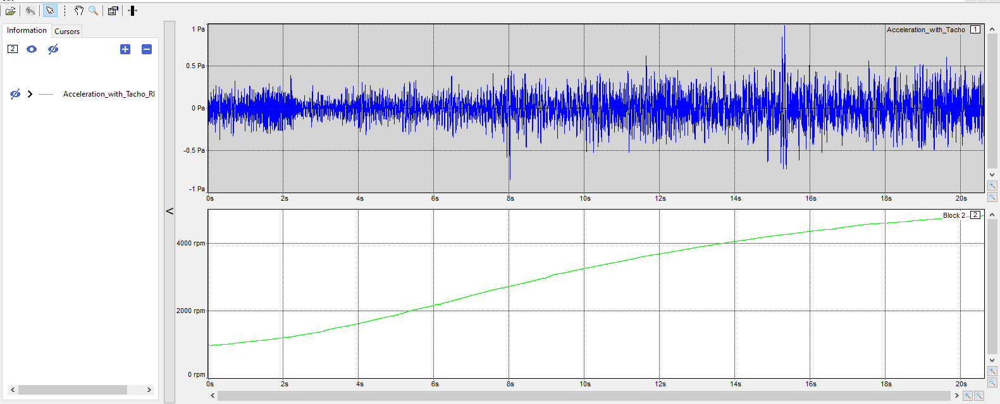 Information
Cursors
2
Acceleration_with_Tacho_RI
<
Acceleration_with_Tacho 1
1 Pa
0.5 Pa
0 Pa
-0.5 Pa
-1 Pa
0s 2s 4s 6s 8s 10s 12s 14s 16s 18s 20s
Block 2 2
4000 rpm
2000 rpm
0 rpm
0s 2s 4s 6s 8s 10s 12s 14s 16s 18s 20s